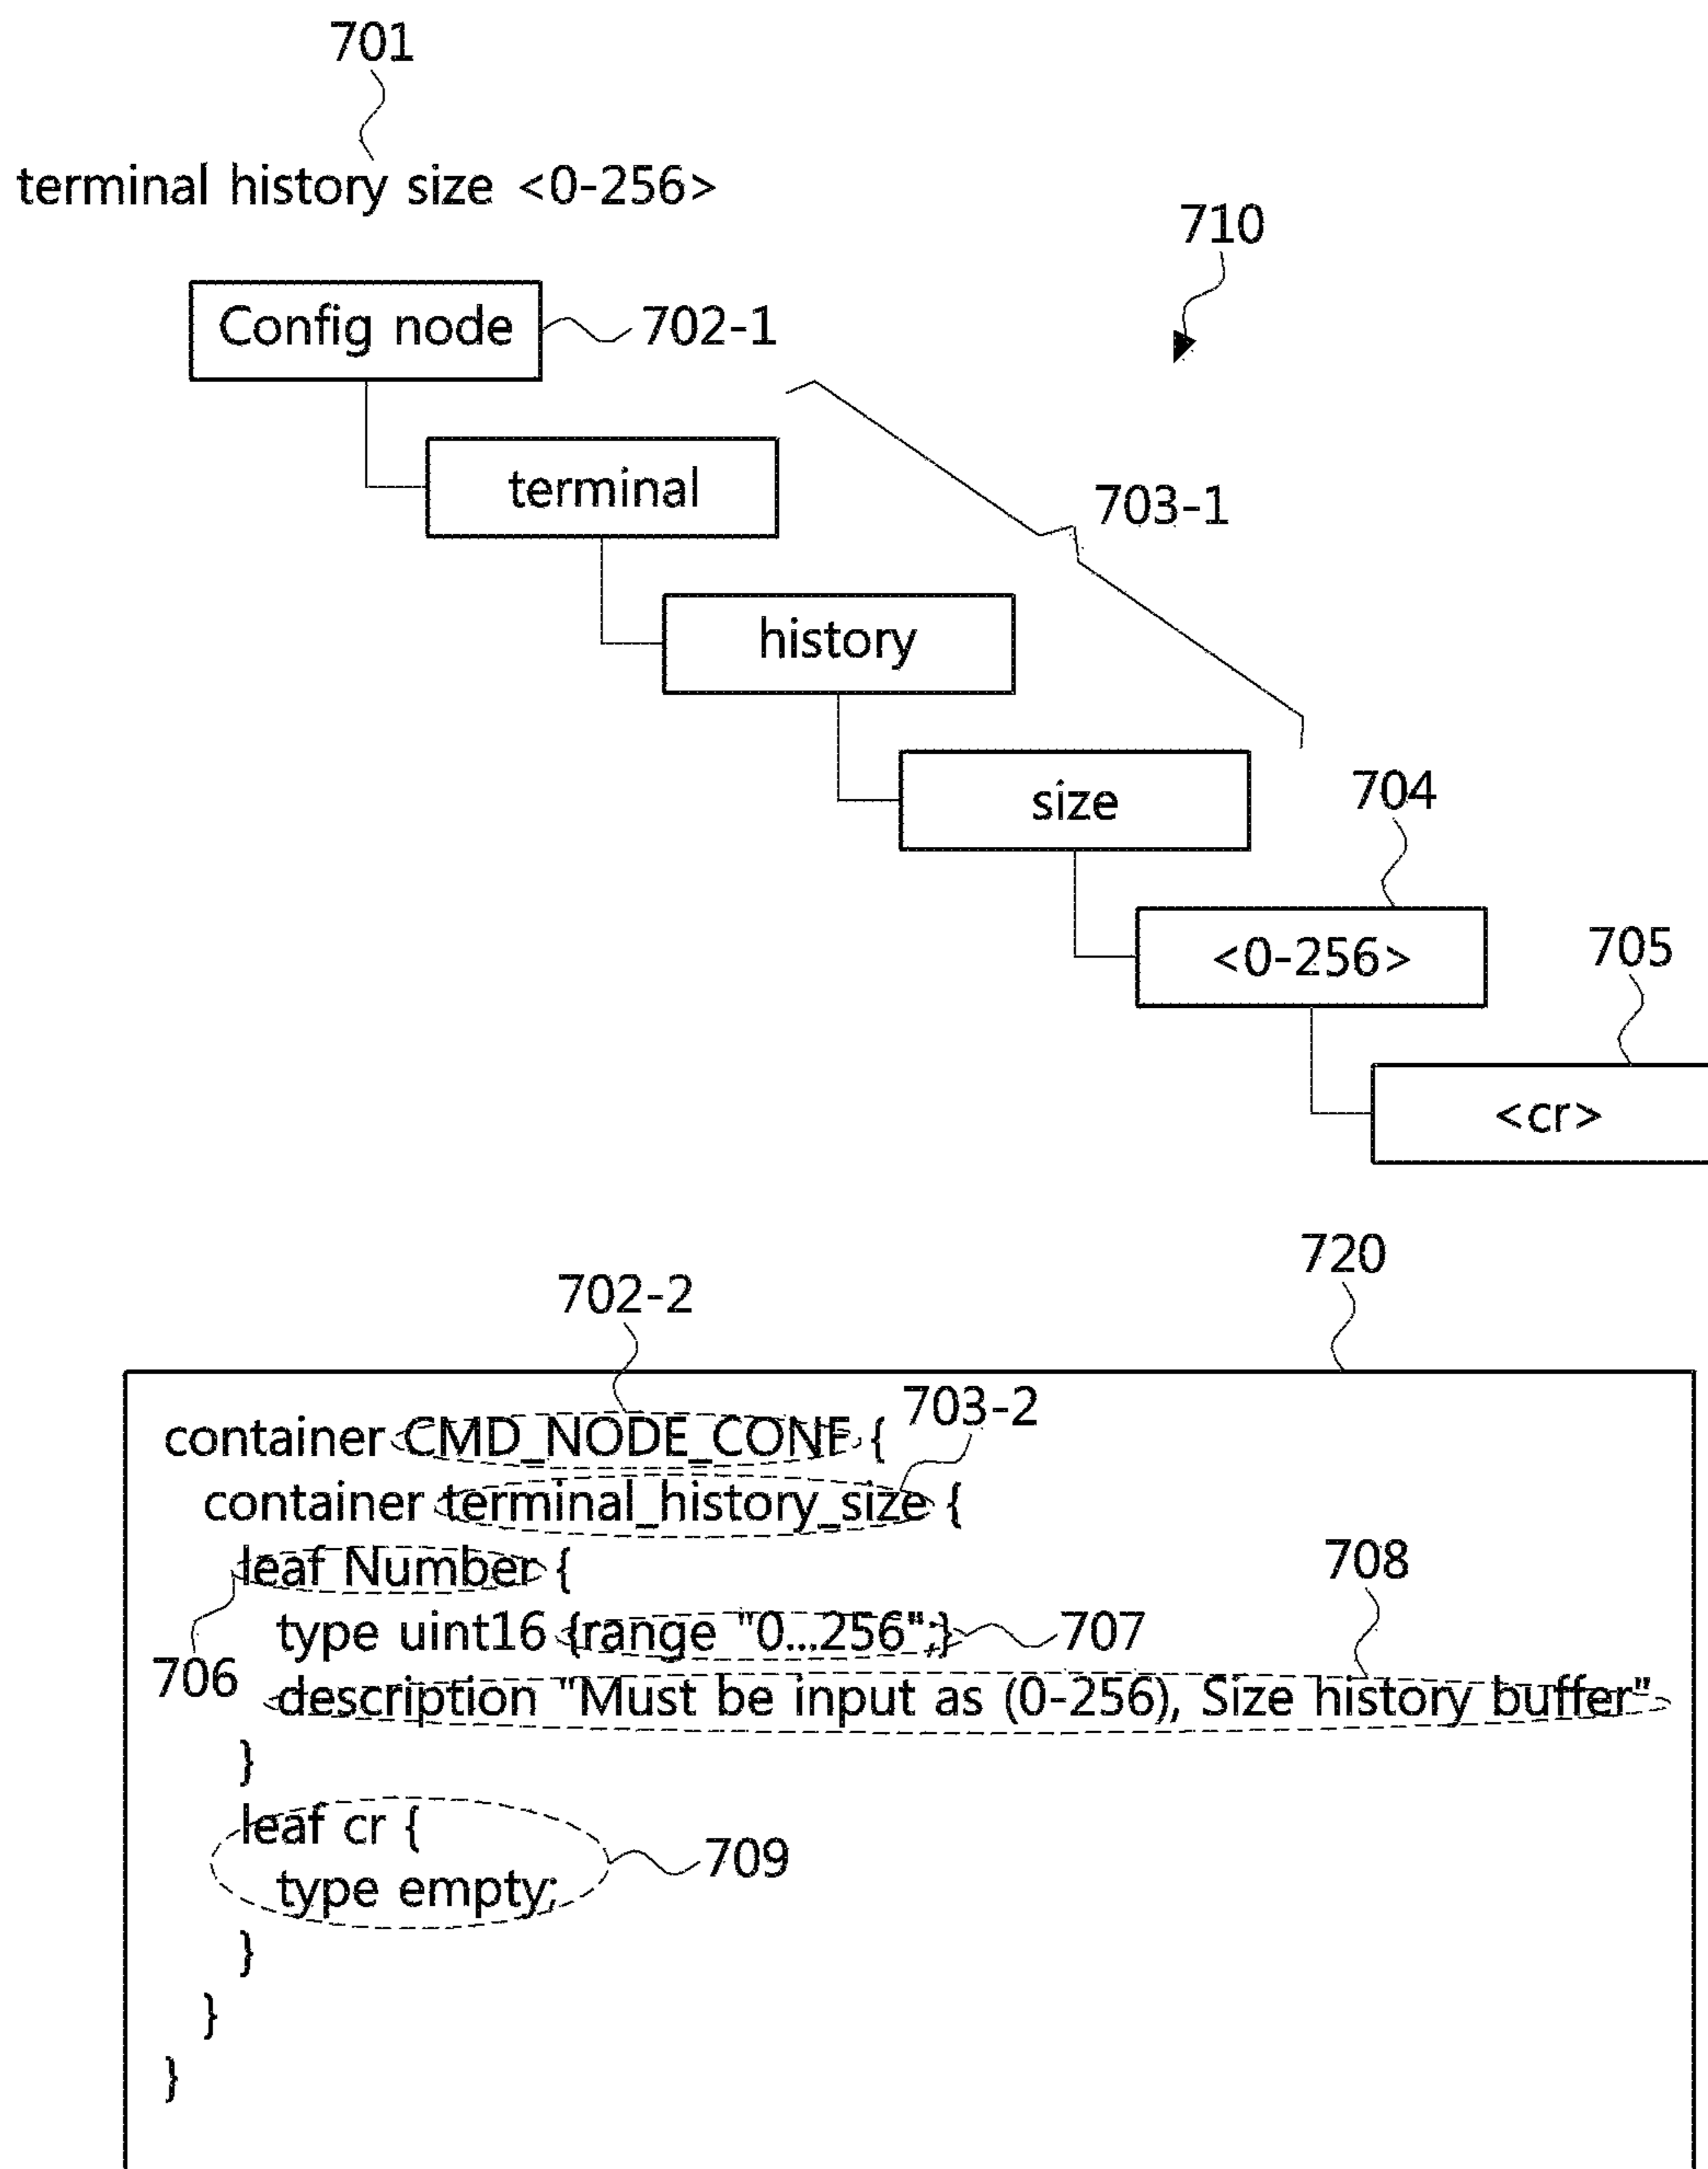 701
terminal history size <0-256>
710
Config node
702-1
terminal
703-1
history
size
704
<0-256>
705
<cr>
720
702-2
703-2
container CMD_NODE_CONF {
container terminal_history_size {
leaf Number {
708
type uint16 {range "0...256";}
707
706
description "Must be input as (0-256), Size history buffer"
}
leaf cr {
709
type empty;
}
}
}